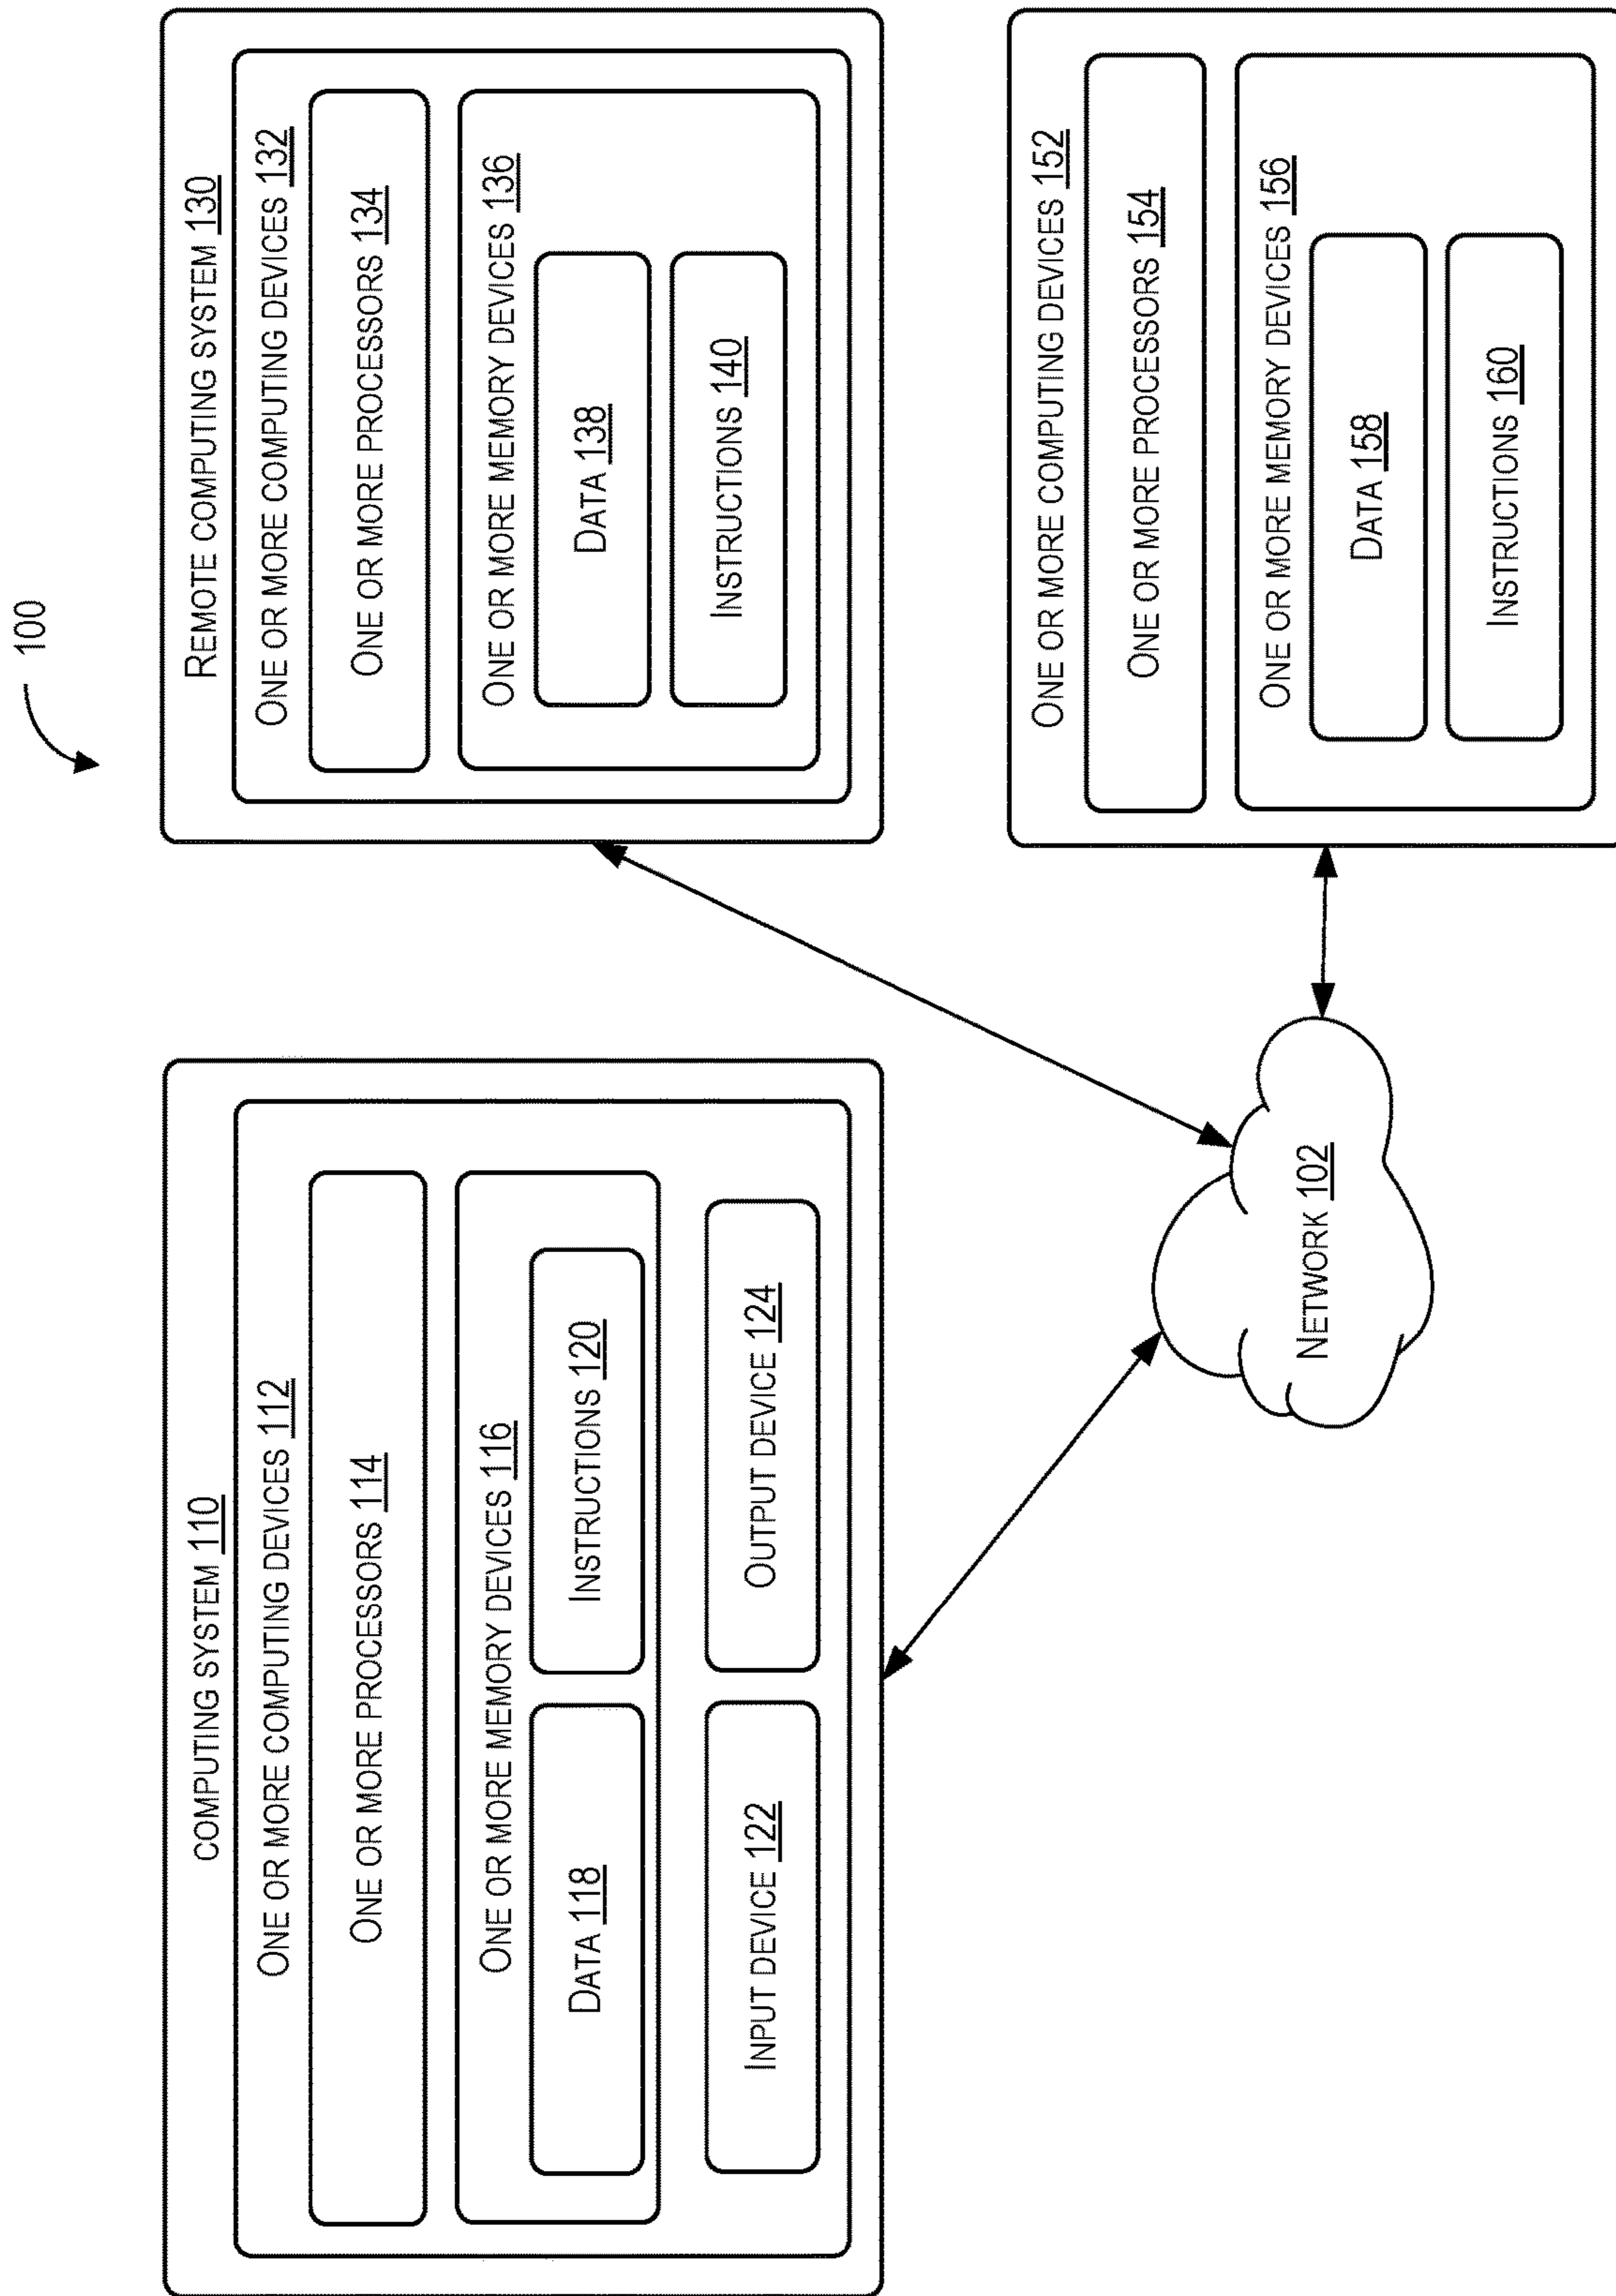 100
COMPUTING SYSTEM 110
ONE OR MORE COMPUTING DEVICES 112
ONE OR MORE PROCESSORS 114
ONE OR MORE MEMORY DEVICES 116
DATA 118
INSTRUCTIONS 120
INPUT DEVICE 122
OUTPUT DEVICE 124
REMOTE COMPUTING SYSTEM 130
ONE OR MORE COMPUTING DEVICES 132
ONE OR MORE PROCESSORS 134
ONE OR MORE MEMORY DEVICES 136
DATA 138
INSTRUCTIONS 140
NETWORK 102
ONE OR MORE COMPUTING DEVICES 152
ONE OR MORE PROCESSORS 154
ONE OR MORE MEMORY DEVICES 156
DATA 158
INSTRUCTIONS 160